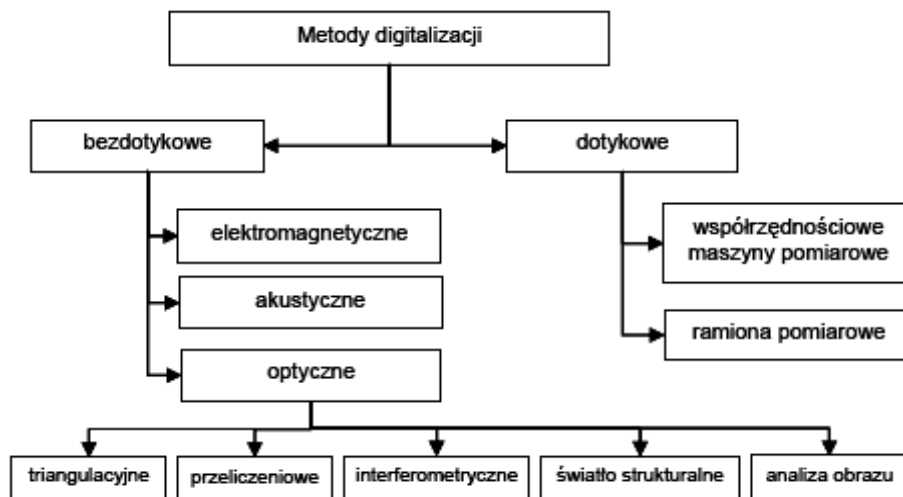 Metody digitalizacji
bezdotykowe
dotykowe
elektromagnetyczne
akustyczne
optyczne
współrzędnościowe
maszyny pomiarowe
ramiona pomiarowe
triangulacyjne
przeliczeniowe
interferometryczne
światło strukturalne
analiza obrazu